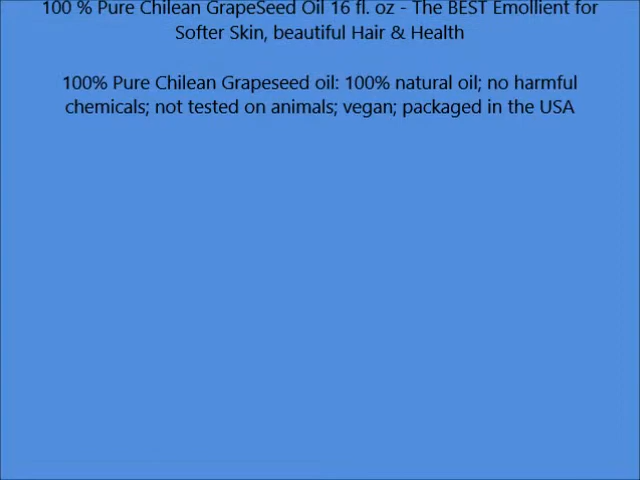 100 % Pure Chilean GrapeSeed Oil 16 fl. oz - The BEST Emollient for
Softer Skin, beautiful Hair & Health
100% Pure Chilean Grapeseed oil: 100% natural oil; no harmful
chemicals; not tested on animals; vegan; packaged in the USA